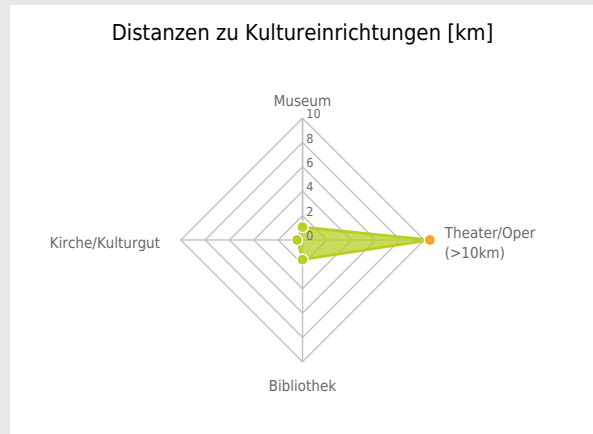 Distanzen zu Kultureinrichtungen [km]
Museum
10
8
6
4
2
0
Theater/Oper
(>10km)
Kirche/Kulturgut
Bibliothek